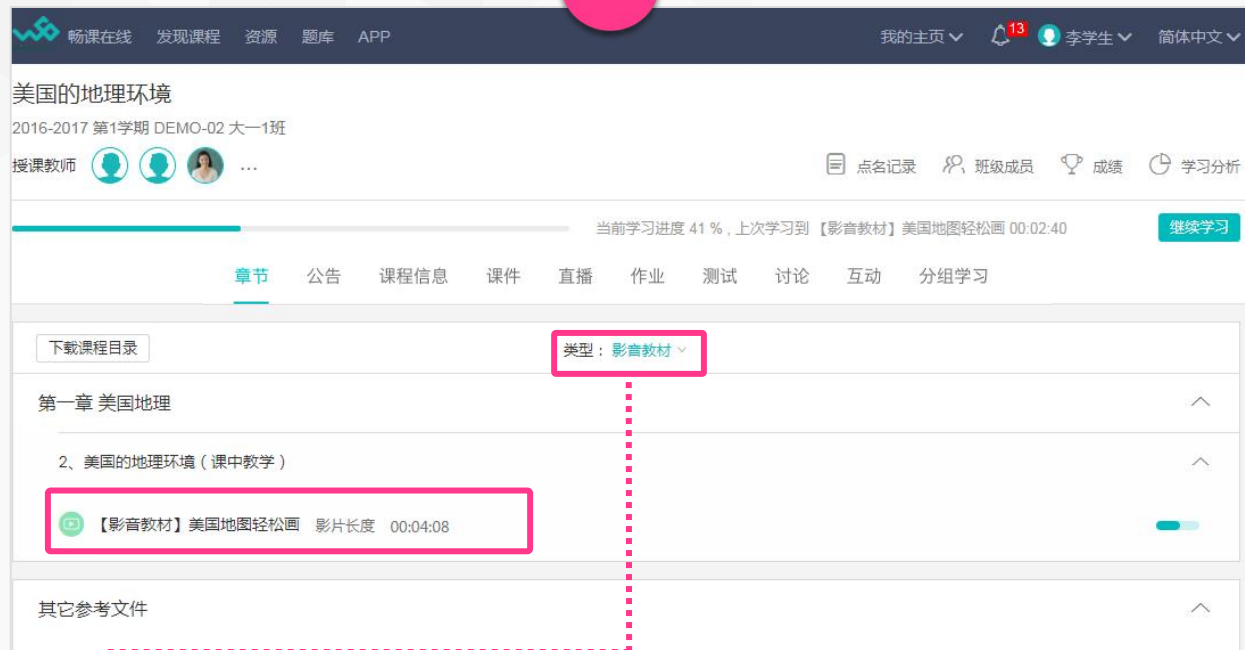 畅课在线 发现课程 资源 题库 APP 我的主页 13 李学生 简体中文
美国的地理环境
2016-2017 第1学期 DEMO-02 大一1班
授课教师 ... 点名记录 班级成员 成绩 学习分析
当前学习进度 41 % , 上次学习到 【影音教材】美国地图轻松画 00:02:40 继续学习
章节 公告 课程信息 课件 直播 作业 测试 讨论 互动 分组学习
下载课程目录 类型： 影音教材
第一章 美国地理
2、美国的地理环境 ( 课中教学 )
【影音教材】美国地图轻松画 影片长度 00:04:08
其它参考文件